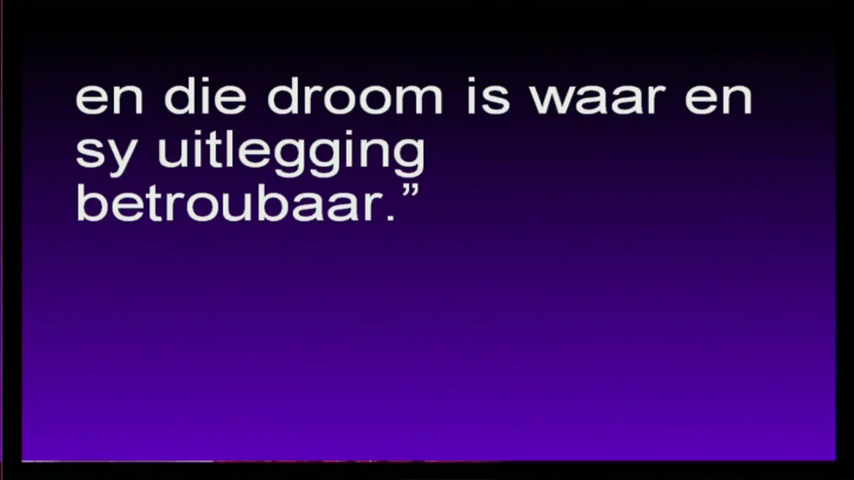 en die droom is waar en
sy uitlegging
betroubaar.”